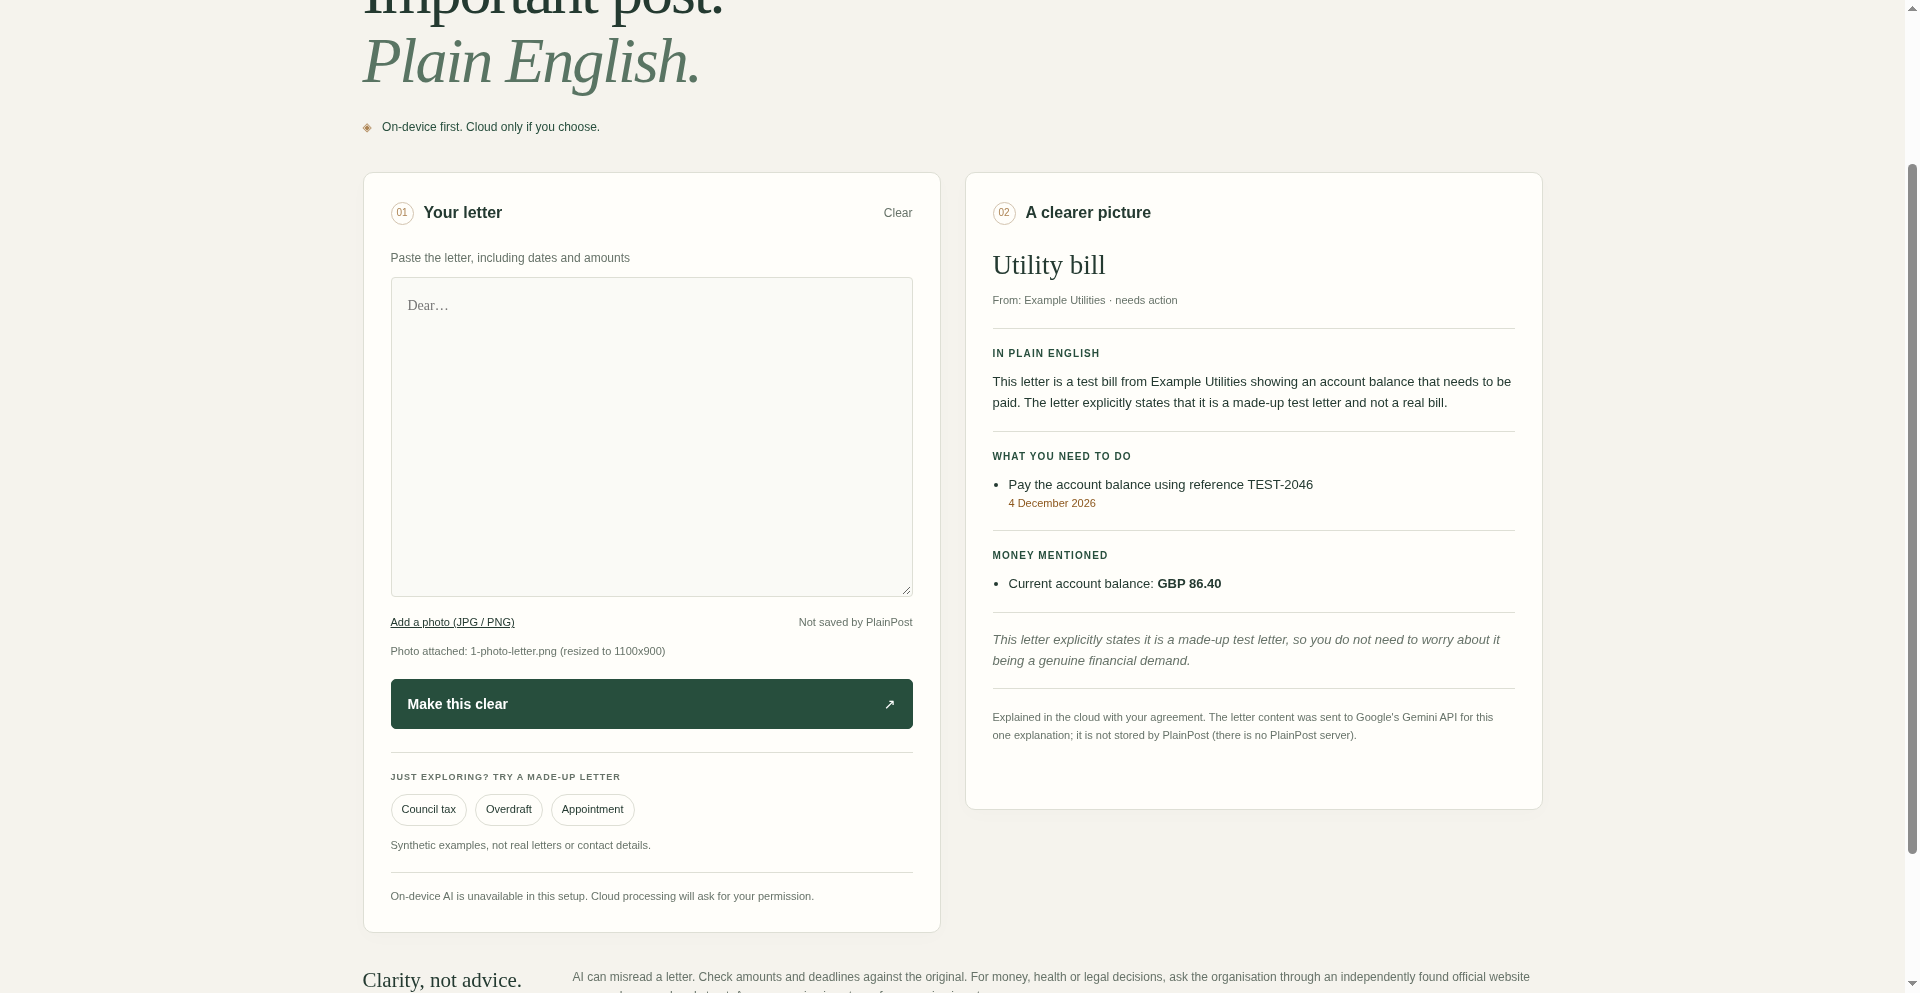 Important post.
Plain English.
◈ On-device first. Cloud only if you choose.
01 Your letter
Clear
Paste the letter, including dates and amounts
Dear…
Add a photo (JPG / PNG)
Not saved by PlainPost
Photo attached: 1-photo-letter.png (resized to 1100x900)
Make this clear ↗
JUST EXPLORING? TRY A MADE-UP LETTER
Council tax
Overdraft
Appointment
Synthetic examples, not real letters or contact details.
On-device AI is unavailable in this setup. Cloud processing will ask for your permission.
02 A clearer picture
Utility bill
From: Example Utilities · needs action
IN PLAIN ENGLISH
This letter is a test bill from Example Utilities showing an account balance that needs to be
paid. The letter explicitly states that it is a made-up test letter and not a real bill.
WHAT YOU NEED TO DO
• Pay the account balance using reference TEST-2046
4 December 2026
MONEY MENTIONED
• Current account balance: GBP 86.40
This letter explicitly states it is a made-up test letter, so you do not need to worry about it
being a genuine financial demand.
Explained in the cloud with your agreement. The letter content was sent to Google's Gemini API for this
one explanation; it is not stored by PlainPost (there is no PlainPost server).
Clarity, not advice.
AI can misread a letter. Check amounts and deadlines against the original. For money, health or legal decisions, ask the organisation through an independently found official website